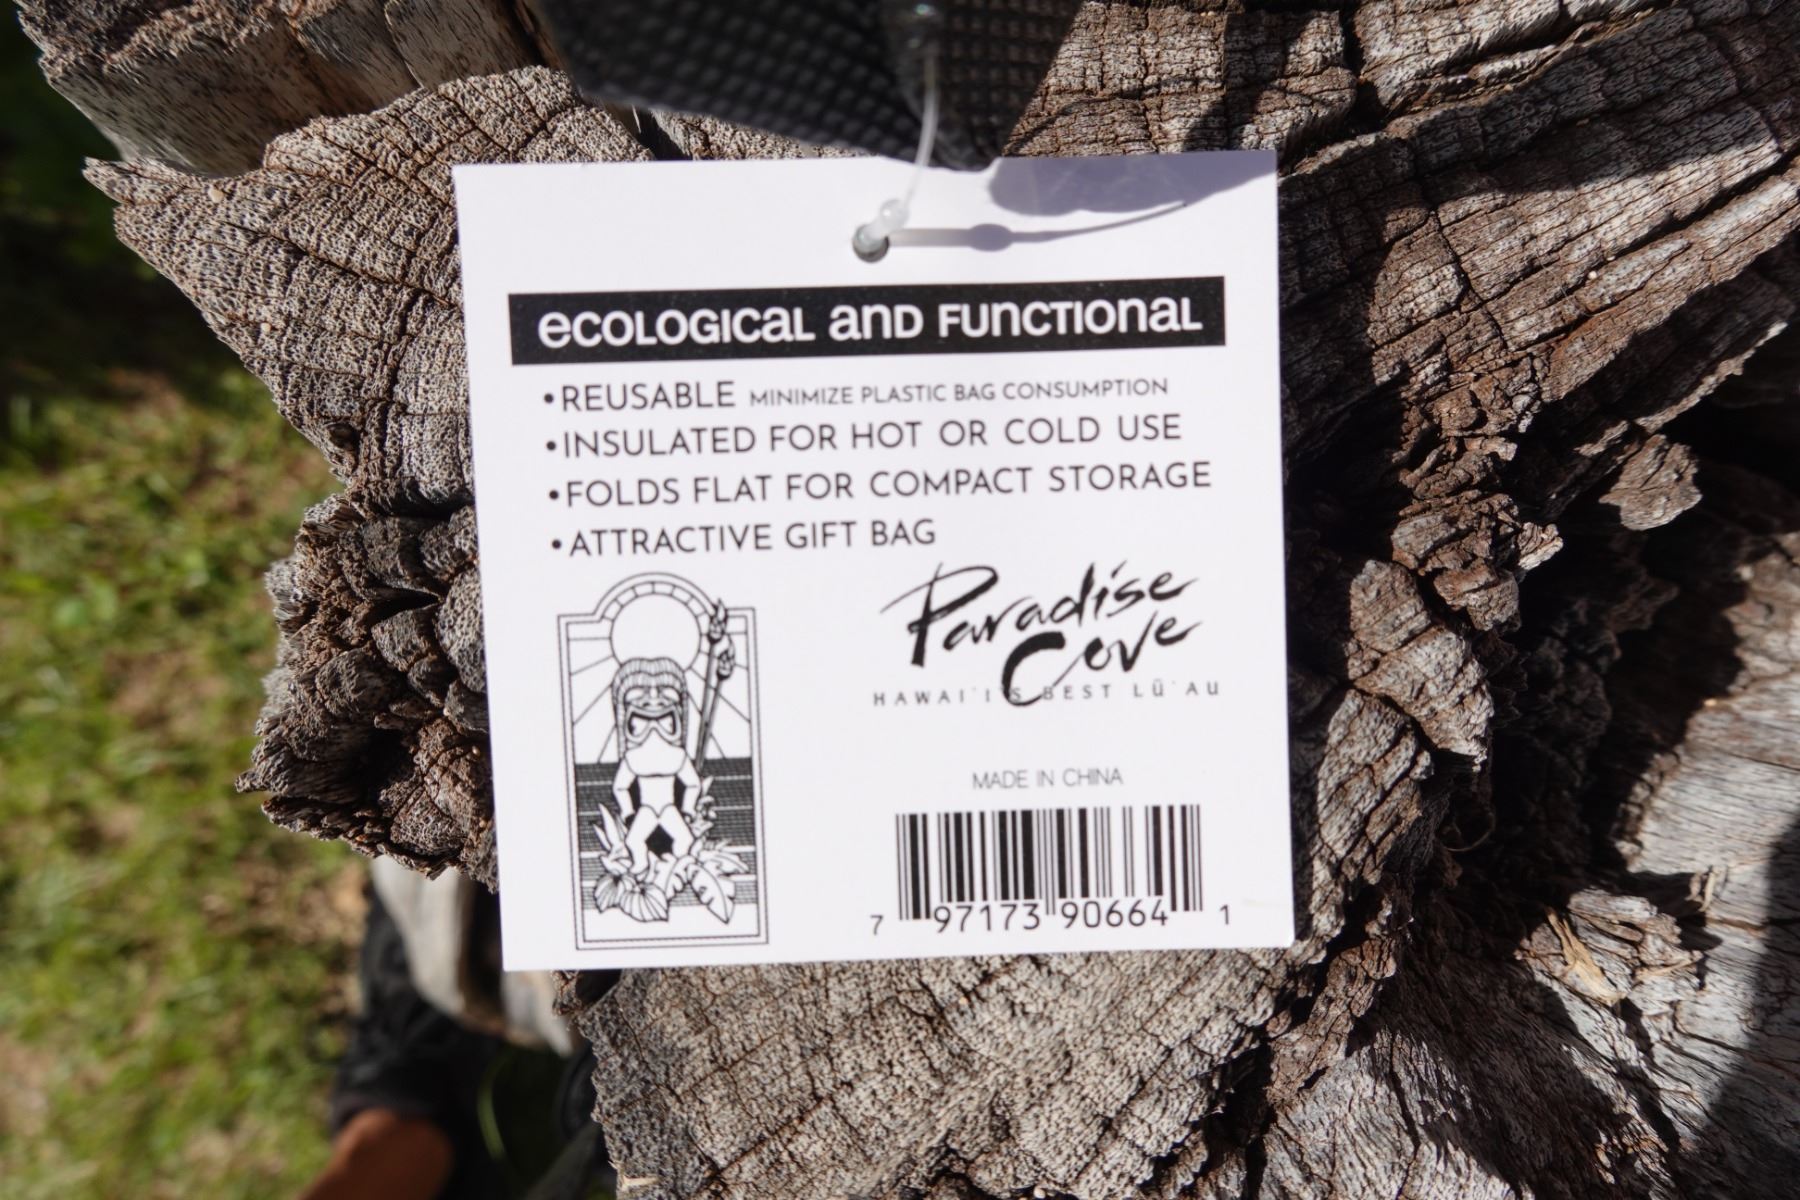 ecological and functional
•REUSABLE MINIMIZE PLASTIC BAG CONSUMPTION
•INSULATED FOR HOT OR COLD USE
•FOLDS FLAT FOR COMPACT STORAGE
•ATTRACTIVE GIFT BAG
Paradise
Cove
HAWAI'I'S BEST LŪ'AU
MADE IN CHINA
7 97173 90664 1